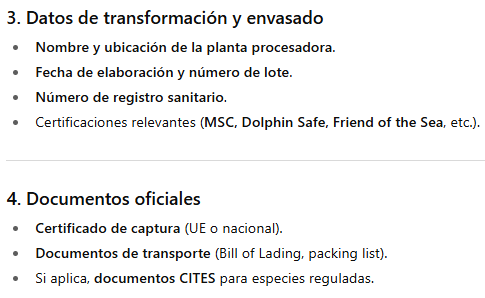 3. Datos de transformación y envasado
• Nombre y ubicación de la planta procesadora.
• Fecha de elaboración y número de lote.
• Número de registro sanitario.
• Certificaciones relevantes (MSC, Dolphin Safe, Friend of the Sea, etc.).
4. Documentos oficiales
• Certificado de captura (UE o nacional).
• Documentos de transporte (Bill of Lading, packing list).
• Si aplica, documentos CITES para especies reguladas.